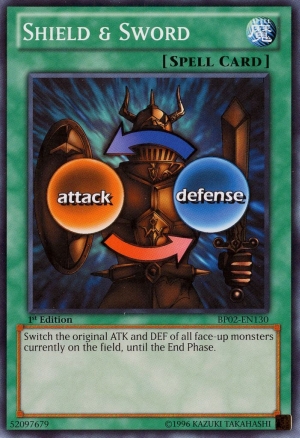 SHIELD & SWORD
魔
[SPELL CARD]
attack
defense
1st Edition
BP02-EN130
Switch the original ATK and DEF of all face-up monsters
currently on the field, until the End Phase.
52097679
©1996 KAZUKI TAKAHASHI